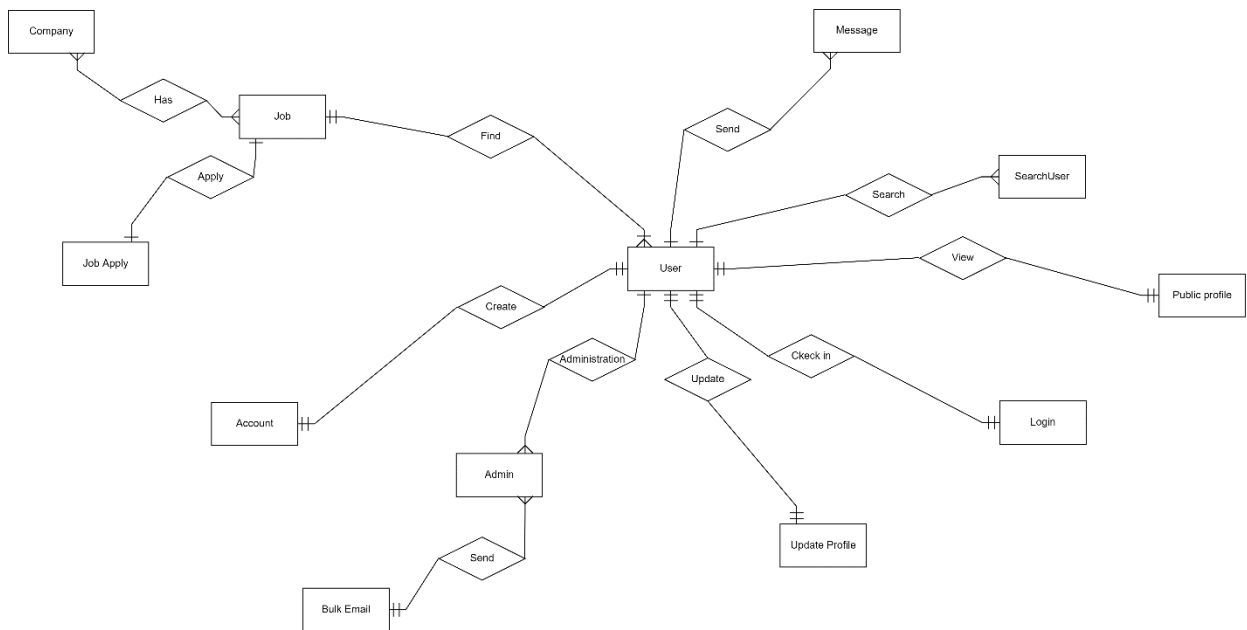 Company
Message
Has
Job
Find
Send
Apply
SearchUser
Search
Job Apply
User
View
Public profile
Create
Administration
Ckeck in
Update
Account
Login
Admin
Update Profile
Send
Bulk Email